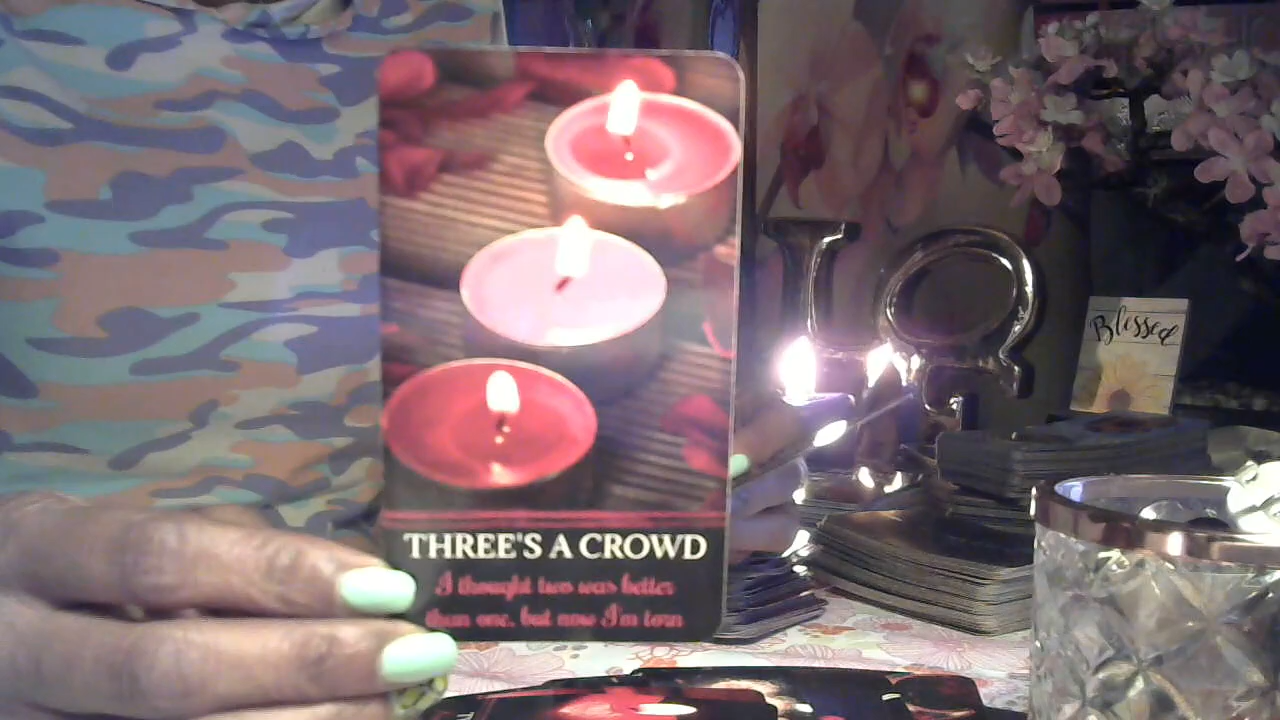 Blessed
THREE'S A CROWD
I thought two was better
than one, but now I'm torn